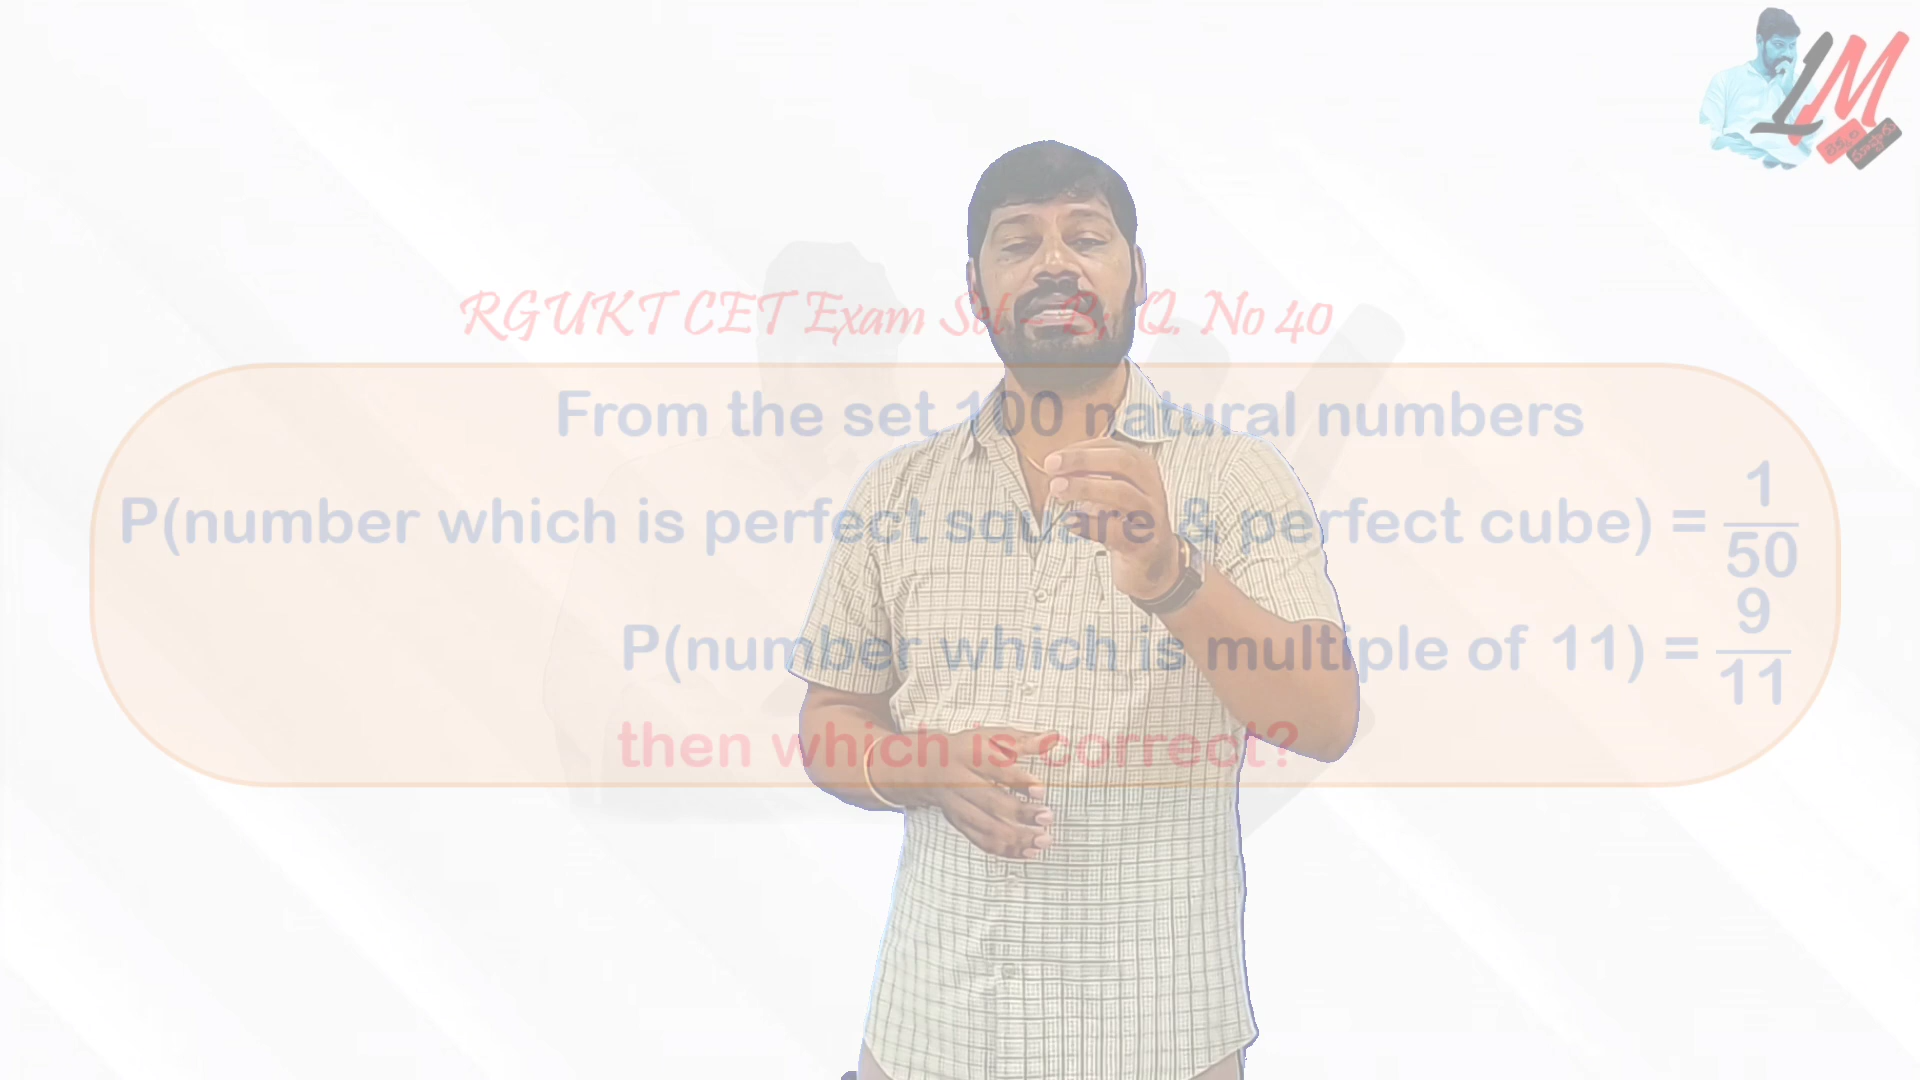 LM
RGUKT CET Exam Set - B, Q. No 40
From the set 100 natural numbers
P(number which is perfect square & perfect cube) = 1/50
P(number which is multiple of 11) = 9/11
then which is correct?